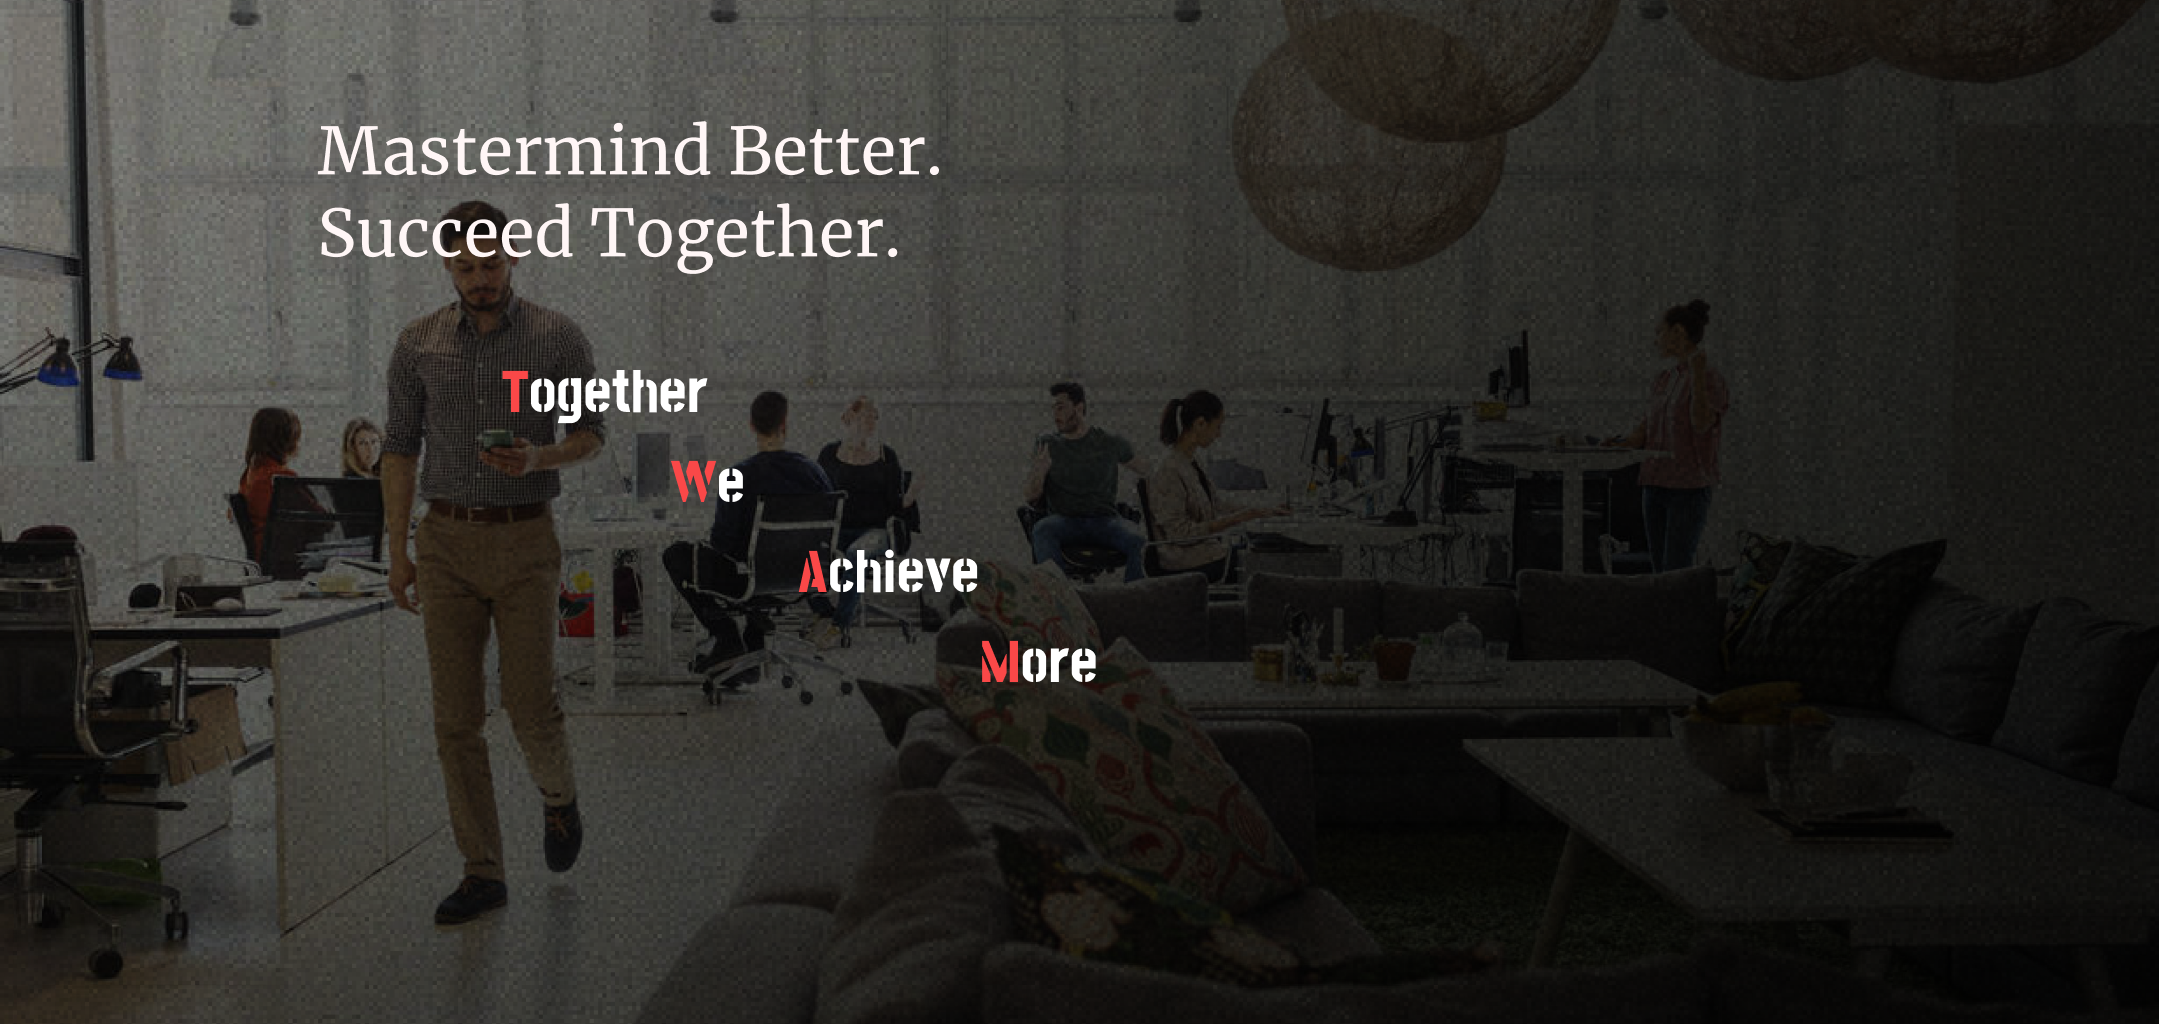 Mastermind Better.
Succeed Together.
Together
We
Achieve
More